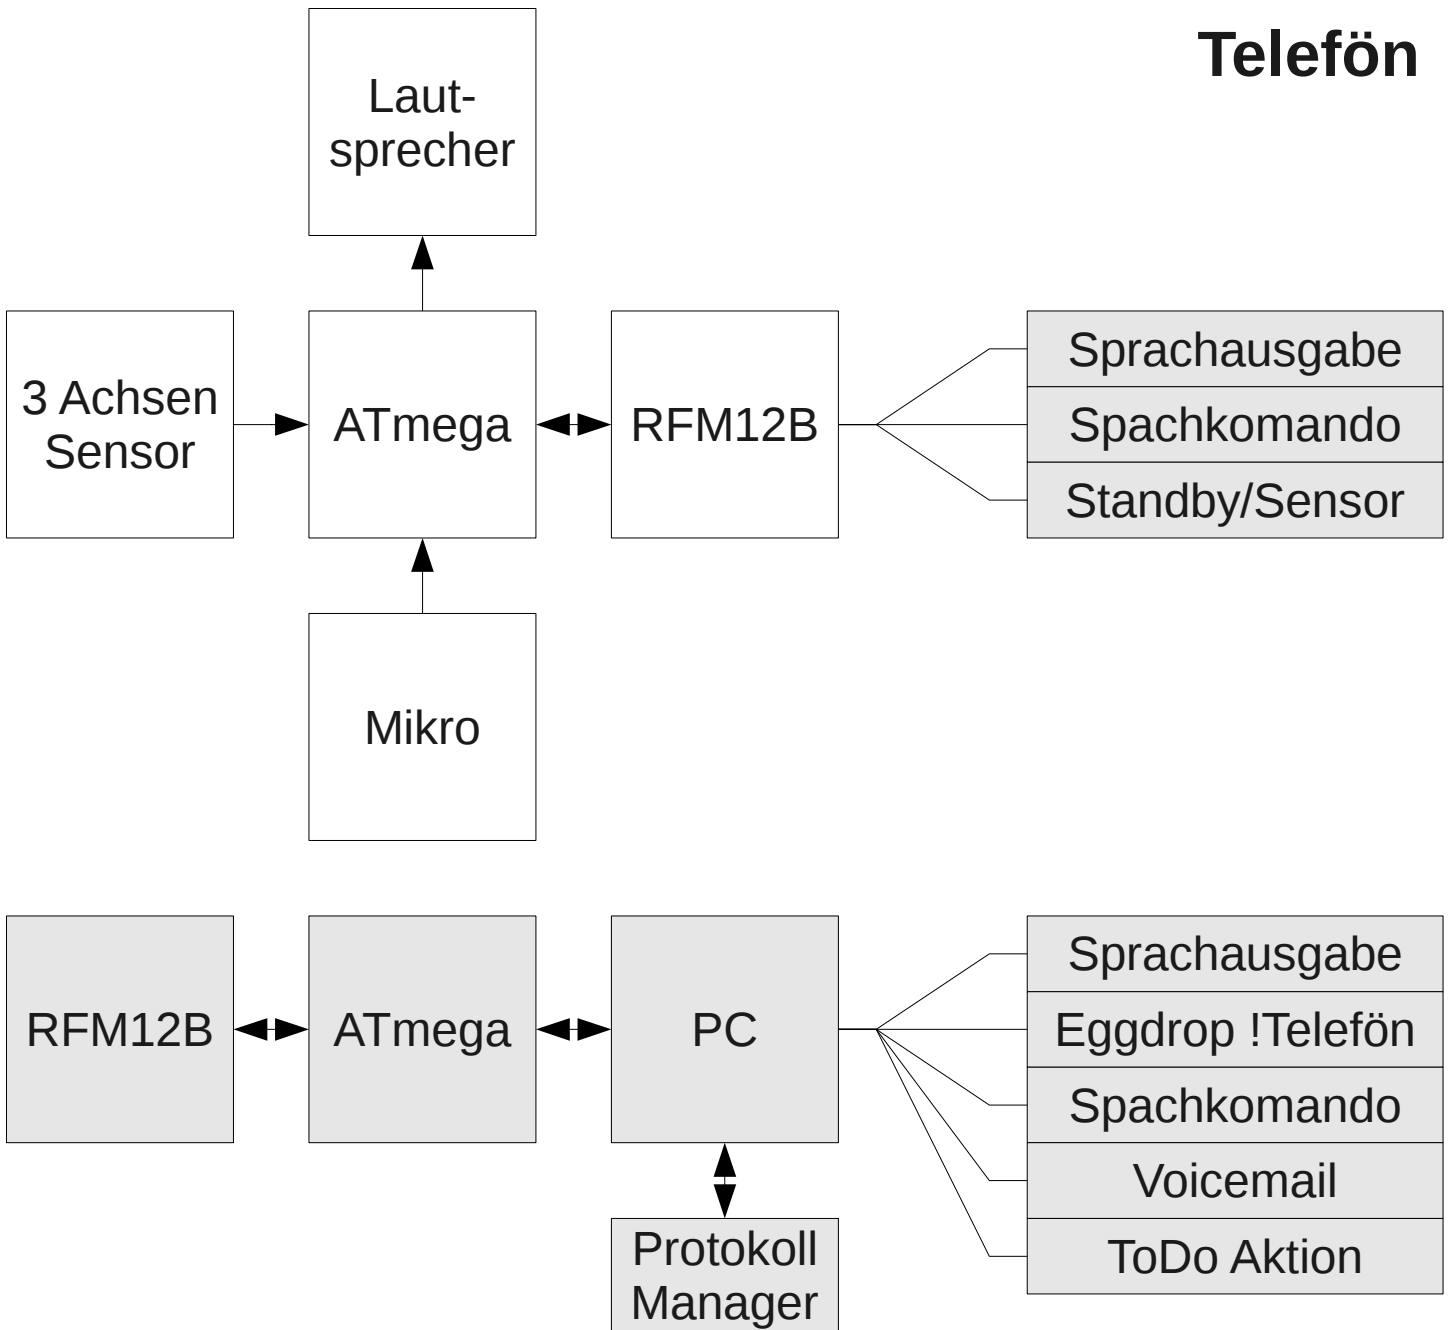 Telefön
Laut-
sprecher
3 Achsen
Sensor
ATmega
RFM12B
Sprachausgabe
Spachkomando
Standby/Sensor
Mikro
RFM12B
ATmega
PC
Sprachausgabe
Eggdrop !Telefön
Spachkomando
Voicemail
ToDo Aktion
Protokoll
Manager